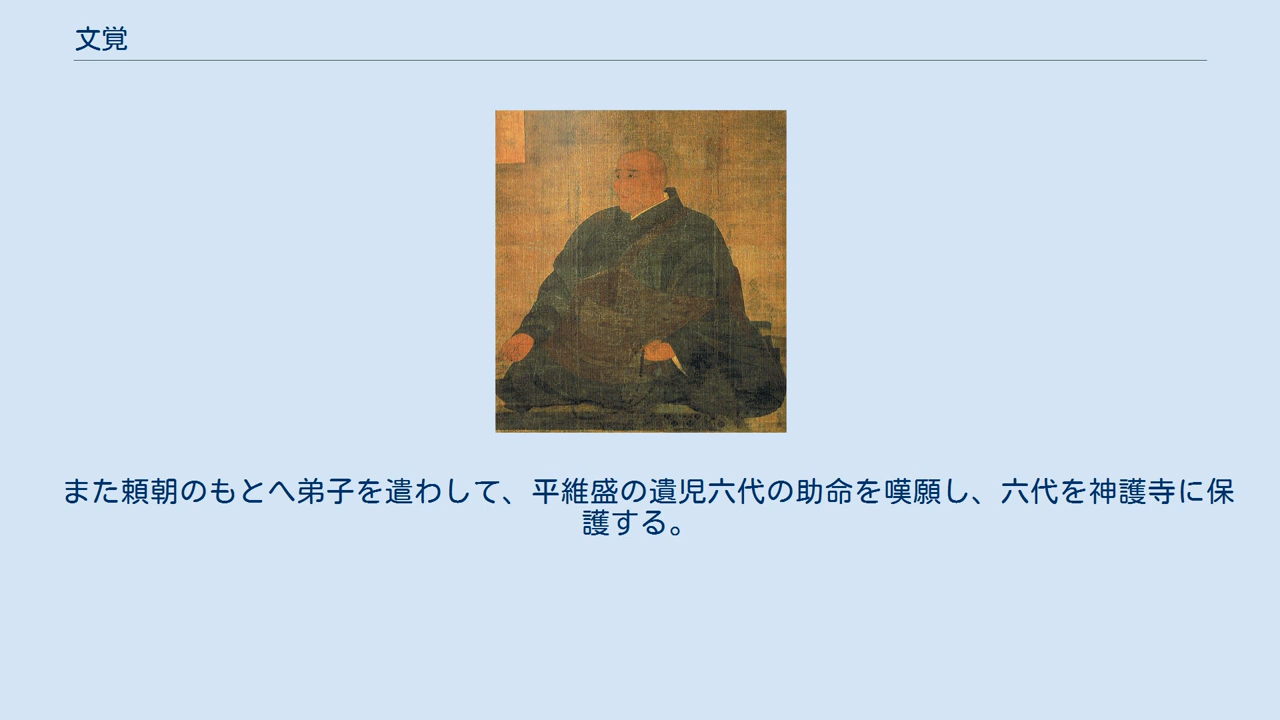 文覚
また頼朝のもとへ弟子を遣わして、平維盛の遺児六代の助命を嘆願し、六代を神護寺に保
護する。